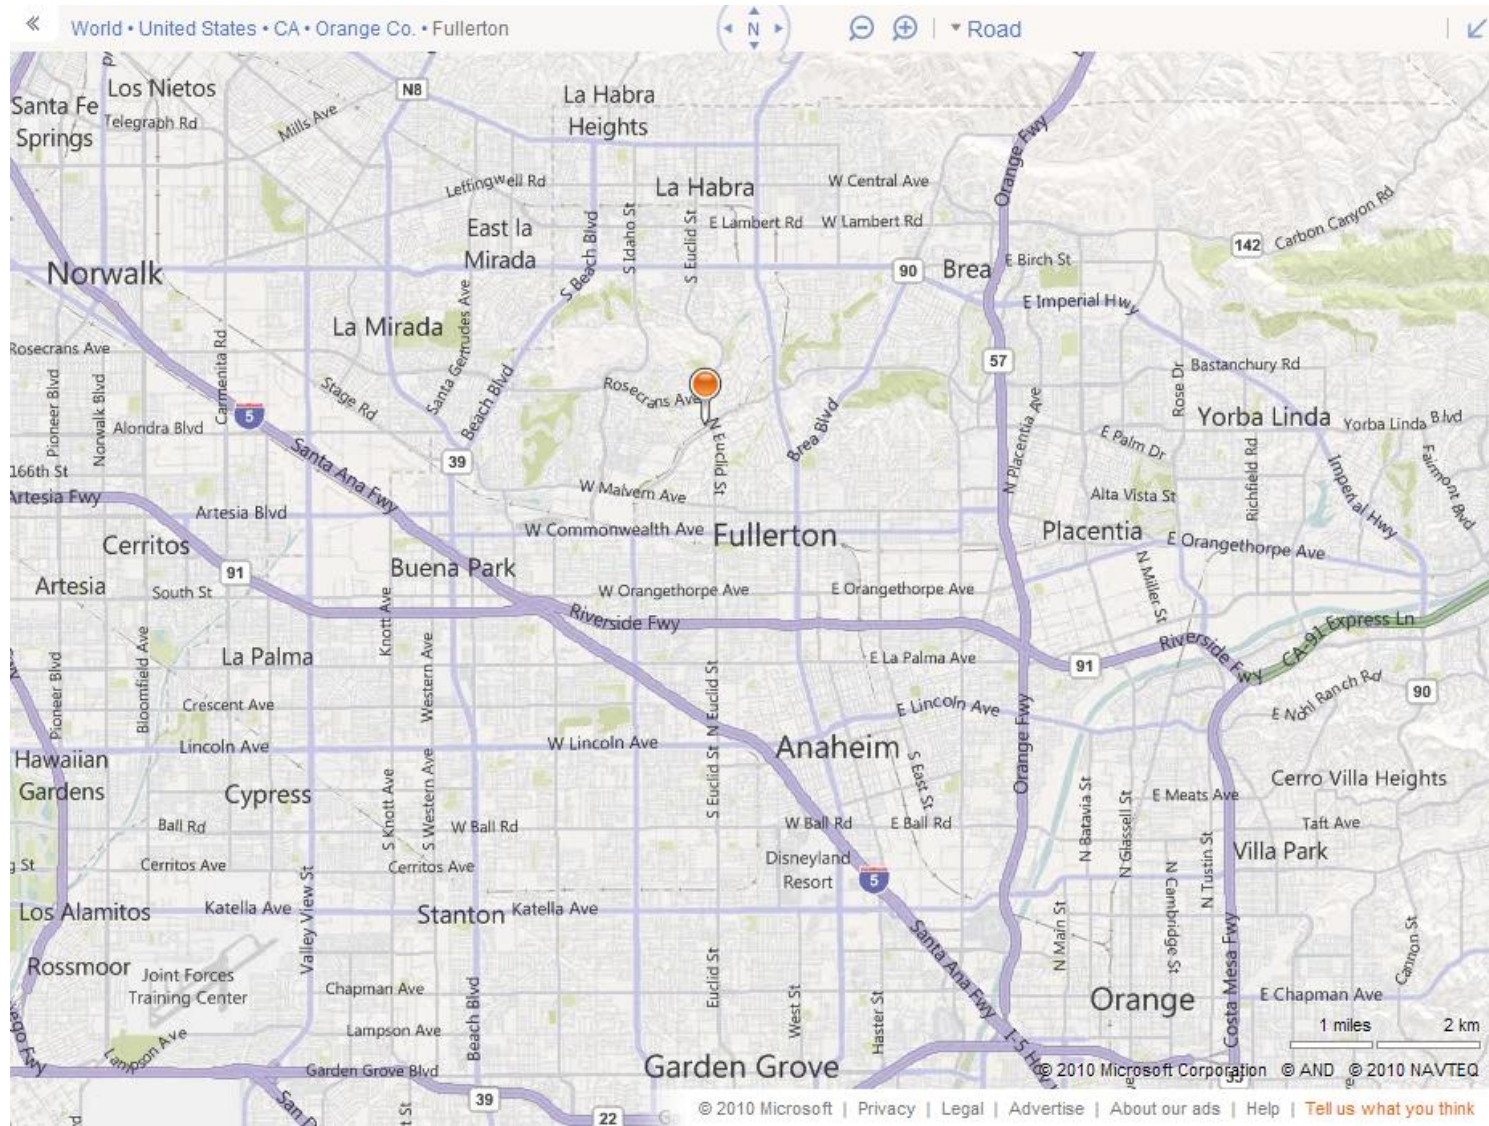 « World • United States • CA • Orange Co. • Fullerton
N
Road
Los Nietos
N8
La Habra
Heights
Santa Fe
Springs
Telegraph Rd
Mills Ave
Orange Fwy
Leffingwell Rd
La Habra
W Central Ave
Carbon Canyon Rd
142
East la
Mirada
S Beach Blvd
S Idaho St
S Euclid St
E Lambert Rd
W Lambert Rd
Norwalk
90
Brea
E Birch St
E Imperial Hwy
La Mirada
Santa Gertrudes Ave
Rosecrans Ave
Carmenita Rd
Pioneer Blvd
Norwalk Blvd
Stage Rd
Beach Blvd
Rosecrans Ave
57
Bastanchury Rd
Rose Dr
5
Alondra Blvd
N Euclid St
Brea Blvd
N Placentia Ave
Yorba Linda
Yorba Linda Blvd
E Palm Dr
Richfield Rd
Imperial Hwy
Fairmont Blvd
166th St
Santa Ana Fwy
39
W Malvern Ave
Alta Vista St
Artesia Fwy
Artesia Blvd
W Commonwealth Ave
Fullerton
Placentia
E Orangethorpe Ave
Cerritos
91
Buena Park
Artesia
South St
Knott Ave
W Orangethorpe Ave
E Orangethorpe Ave
N Miller St
Riverside Fwy
Riverside Fwy
CA-91 Express Ln
Pioneer Blvd
Bloomfield Ave
La Palma
Western Ave
N Euclid St
E La Palma Ave
91
E Nohl Ranch Rd
90
Crescent Ave
E Lincoln Ave
Orange Fwy
Lincoln Ave
W Lincoln Ave
Anaheim
Hawaiian
Gardens
Cypress
S Knott Ave
S Western Ave
S Euclid St
S East St
N Batavia St
N Glassell St
E Meats Ave
Cerro Villa Heights
Ball Rd
W Ball Rd
W Ball Rd
E Ball Rd
Taft Ave
Villa Park
N Tustin St
N Cambridge St
St
Cerritos Ave
Cerritos Ave
Disneyland
Resort
5
Los Alamitos
Katella Ave
Valley View St
Stanton
Katella Ave
Santa Ana Fwy
N Main St
Costa Mesa Fwy
Cannon St
Rossmoor
Joint Forces
Training Center
Chapman Ave
Beach Blvd
Euclid St
West St
Haster St
Orange
E Chapman Ave
Lampson Ave
Lampson Ave
1 miles
2 km
Garden Grove Blvd
Garden Grove
I-5
© 2010 Microsoft Corporation © AND © 2010 NAVTEQ
39
22
55
© 2010 Microsoft | Privacy | Legal | Advertise | About our ads | Help | Tell us what you think